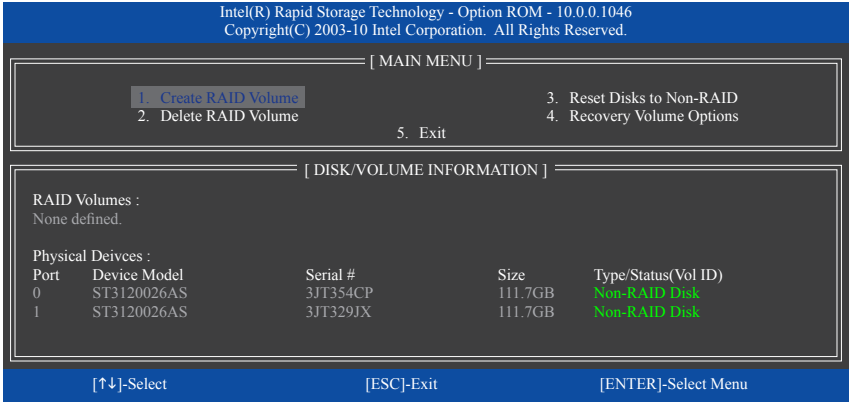 Intel(R) Rapid Storage Technology - Option ROM - 10.0.0.1046
Copyright(C) 2003-10 Intel Corporation. All Rights Reserved.
[ MAIN MENU ]
1. Create RAID Volume 3. Reset Disks to Non-RAID
2. Delete RAID Volume 4. Recovery Volume Options
5. Exit
[ DISK/VOLUME INFORMATION ]
RAID Volumes :
None defined.
Physical Deivces :
Port Device Model Serial # Size Type/Status(Vol ID)
0 ST3120026AS 3JT354CP 111.7GB Non-RAID Disk
1 ST3120026AS 3JT329JX 111.7GB Non-RAID Disk
[↑↓]-Select [ESC]-Exit [ENTER]-Select Menu